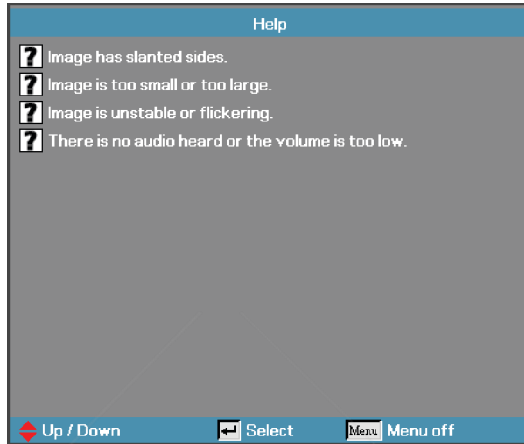 Help
? Image has slanted sides.
? Image is too small or too large.
? Image is unstable or flickering.
? There is no audio heard or the volume is too low.
Up / Down Select Menu Menu off